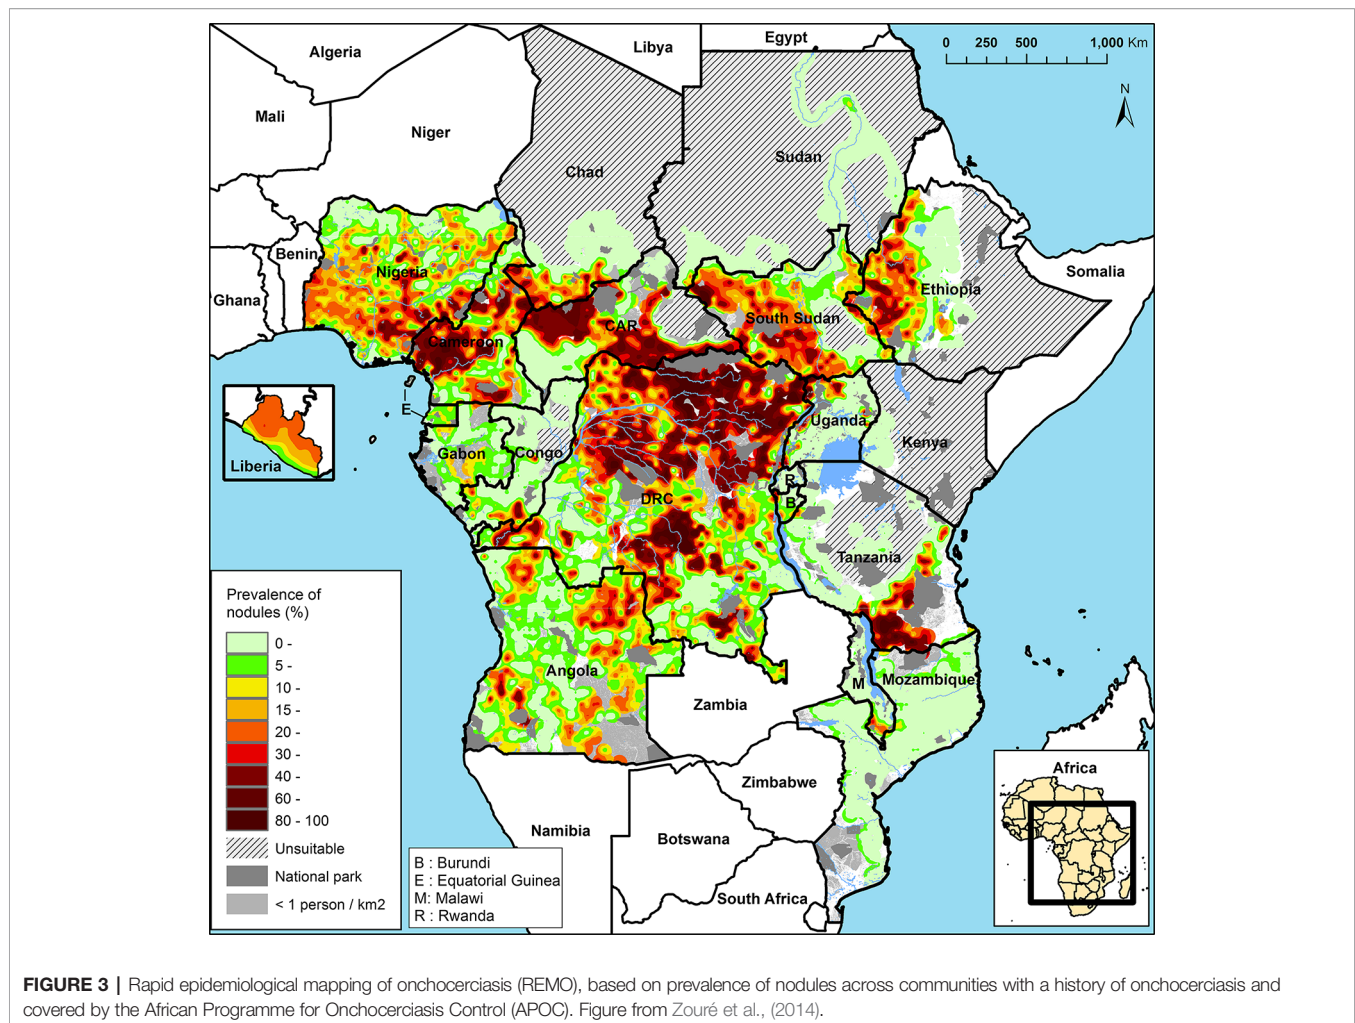 Algeria
Libya
Egypt
0 250 500 1,000 Km
N
Mali
Niger
Chad
Sudan
Benin
Nigeria
Ghana
Somalia
Ethiopia
CAR
South Sudan
Cameroon
E
Uganda
Kenya
Gabon
Congo
Liberia
R
DRC
B
Tanzania
Prevalence of
nodules (%)
0 -
5 -
10 -
15 -
20 -
30 -
40 -
60 -
80 - 100
Unsuitable
National park
< 1 person / km2
Angola
M
Mozambique
Zambia
Zimbabwe
Namibia
Botswana
South Africa
B : Burundi
E : Equatorial Guinea
M: Malawi
R : Rwanda
Africa
FIGURE 3 | Rapid epidemiological mapping of onchocerciasis (REMO), based on prevalence of nodules across communities with a history of onchocerciasis and
covered by the African Programme for Onchocerciasis Control (APOC). Figure from Zouré et al., (2014).